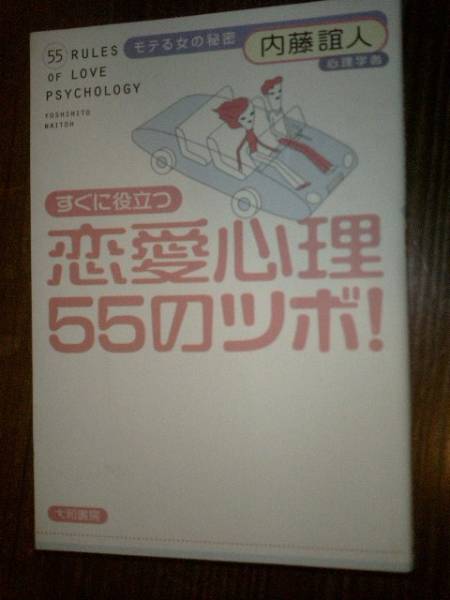 55 RULES
OF LOVE
PSYCHOLOGY
YOSHIHITO
NAITOH
モテる女の秘密
内藤誼人
心理学者
すぐに役立つ
恋愛心理
55のツボ!
大和書房